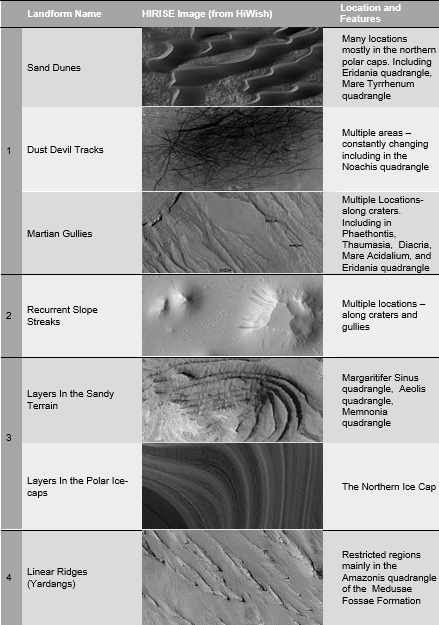 Landform Name
HIRISE Image (from HiWish)
Location and
Features
1
Sand Dunes
Many locations
mostly in the northern
polar caps. Including
Eridania quadrangle,
Mare Tyrrhenum
quadrangle
Dust Devil Tracks
Multiple areas –
constantly changing
including in the
Noachis quadrangle
Martian Gullies
Multiple Locations-
along craters.
Including in
Phaethontis,
Thaumasia, Diacria,
Mare Acidalium, and
Eridania quadrangle
2
Recurrent Slope
Streaks
Multiple locations –
along craters and
gullies
3
Layers In the Sandy
Terrain
Margaritifer Sinus
quadrangle, Aeolis
quadrangle,
Memnonia
quadrangle
Layers In the Polar Ice-
caps
The Northern Ice Cap
4
Linear Ridges
(Yardangs)
Restricted regions
mainly in the
Amazonis quadrangle
of the Medusae
Fossae Formation